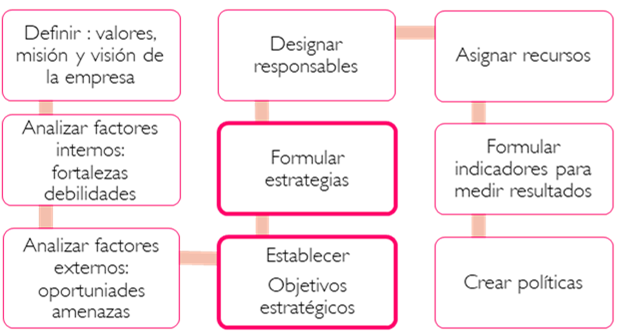 Definir : valores,
misión y visión de
la empresa
Analizar factores
internos:
fortalezas
debilidades
Analizar factores
externos:
oportuniades
amenazas
Establecer
Objetivos
estratégicos
Formular
estrategias
Designar
responsables
Asignar recursos
Formular
indicadores para
medir resultados
Crear políticas